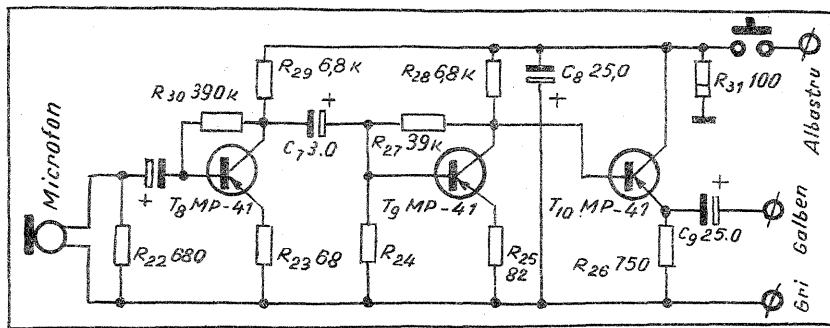 Microfon
R22 680
R30 390K
R29 6,8K
T8 MP-41
R23 68
C7 3.0
R27 39K
R28 6,8K
T9 MP-41
R24
R25 82
C8 25,0
T10 MP-41
R26 750
C9 25.0
R31 100
Albastru
Galben
Gri
+
+
+
+